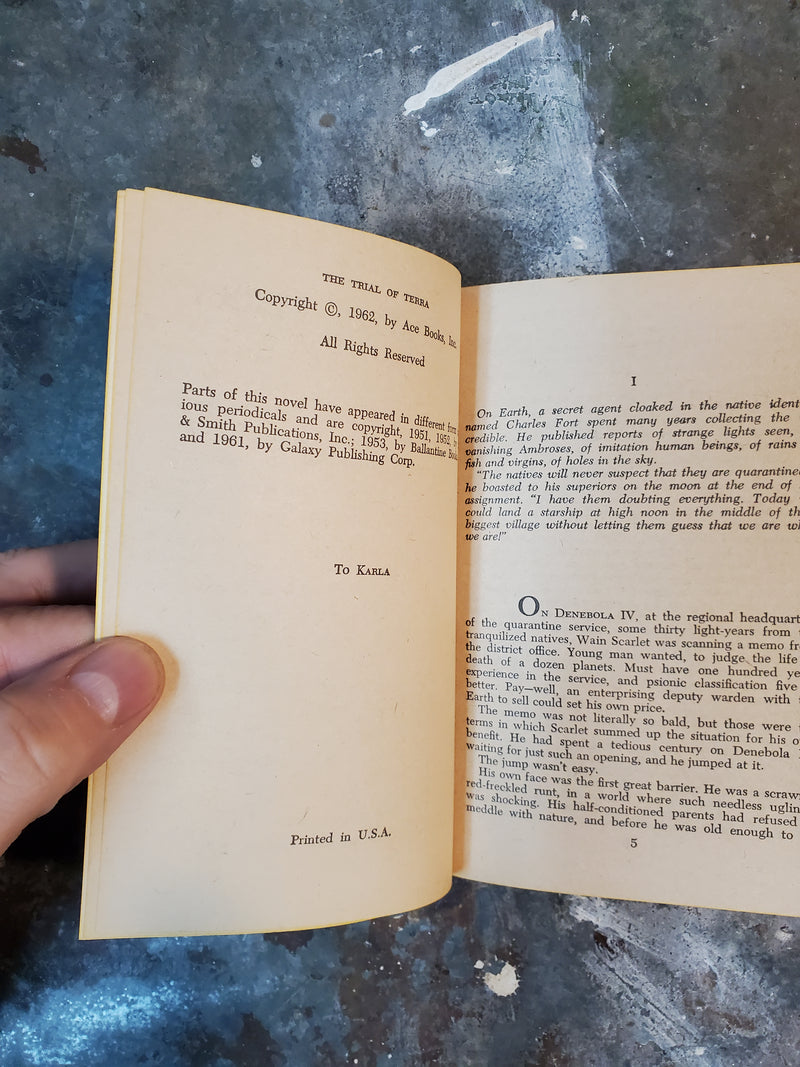 THE TRIAL OF TERRA
Copyright ©, 1962, by Ace Books, Inc.
All Rights Reserved
Parts of this novel have appeared in different form
ious periodicals and are copyright, 1951, 1952, by
& Smith Publications, Inc.; 1953, by Ballantine Books
and 1961, by Galaxy Publishing Corp.
To KARLA
Printed in U.S.A.
I
On Earth, a secret agent cloaked in the native
named Charles Fort spent many years collecting the
credible. He published reports of strange lights seen,
vanishing Ambroses, of imitation human beings, of rains
fish and virgins, of holes in the sky.
"The natives will never suspect that they are
he boasted to his superiors on the moon at the end of
assignment. "I have them doubting everything. Today
could land a starship at high noon in the middle of
biggest village without letting them guess that we are
we are!"
ON DENEBOLA IV, at the regional
of the quarantine service, some thirty light-years from
tranquilized natives, Wain Scarlet was scanning a memo
the district office. Young man wanted, to judge the life
death of a dozen planets. Must have one hundred
experience in the service, and psionic classification five
better. Pay—well, an enterprising deputy warden with
Earth to sell could set his own price.
The memo was not literally so bald, but those were
terms in which Scarlet summed up the situation for his
benefit. He had spent a tedious century on Denebola
waiting for just such an opening, and he jumped at it.
The jump wasn't easy.
His own face was the first great barrier. He was a
red-freckled runt, in a world where such needless
was shocking. His half-conditioned parents had refused
meddle with nature, and before he was old enough to
5